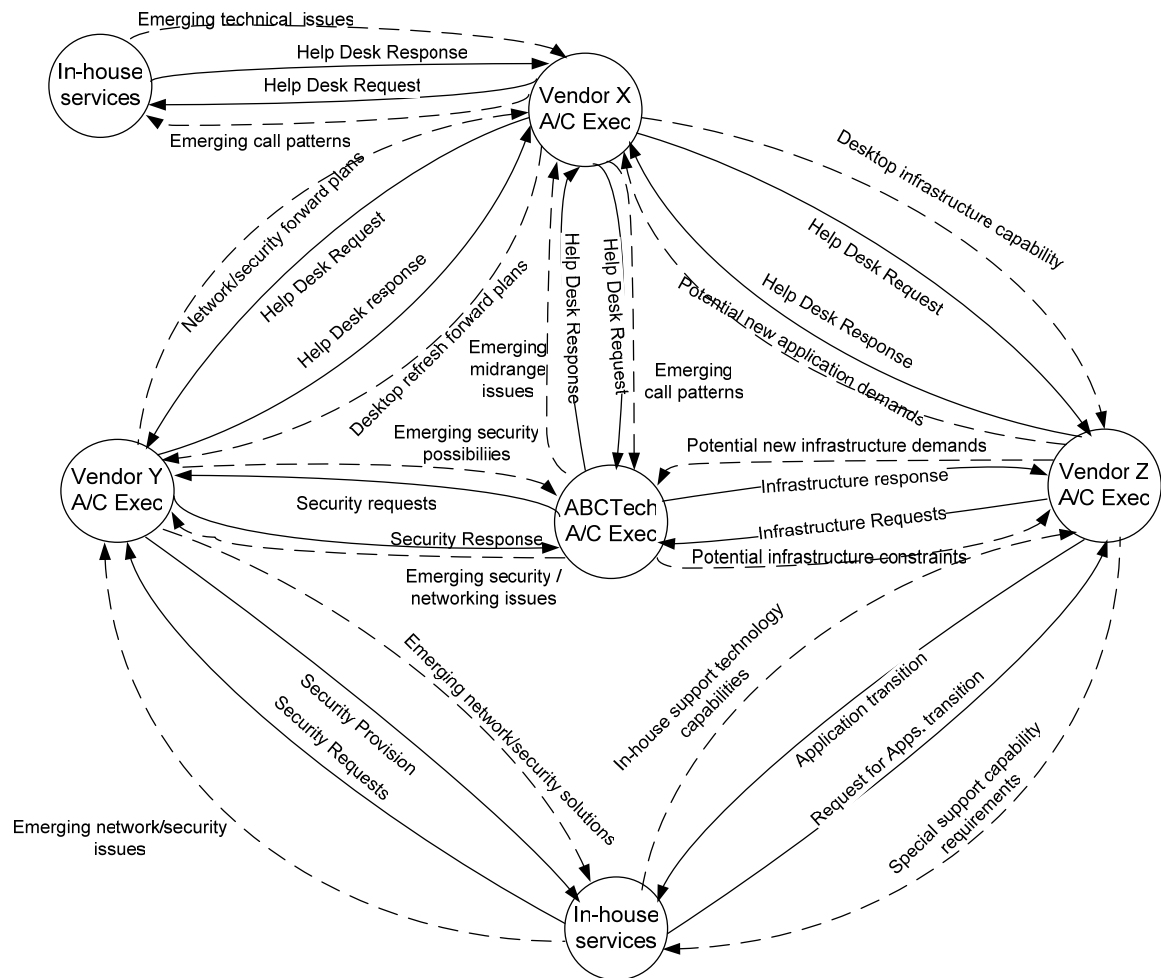 Emerging technical issues
In-house
services
Help Desk Response
Help Desk Request
Emerging call patterns
Vendor X
A/C Exec
Network/security forward plans
Help Desk Request
Help Desk response
Desktop refresh forward plans
Emerging
midrange
issues
Help Desk Response
Help Desk Request
Emerging
call patterns
Desktop infrastructure capability
Help Desk Request
Help Desk Response
Potential new application demands
Vendor Y
A/C Exec
Emerging security
possibiliies
Security requests
Security Response
Emerging security /
networking issues
ABCTech
A/C Exec
Potential new infrastructure demands
Infrastructure response
Infrastructure Requests
Potential infrastructure constraints
Vendor Z
A/C Exec
Emerging network/security solutions
Security Provision
Security Requests
Emerging network/security
issues
In-house support technology
capabilities
Application transition
Request for Apps. transition
Special support capability
requirements
In-house
services